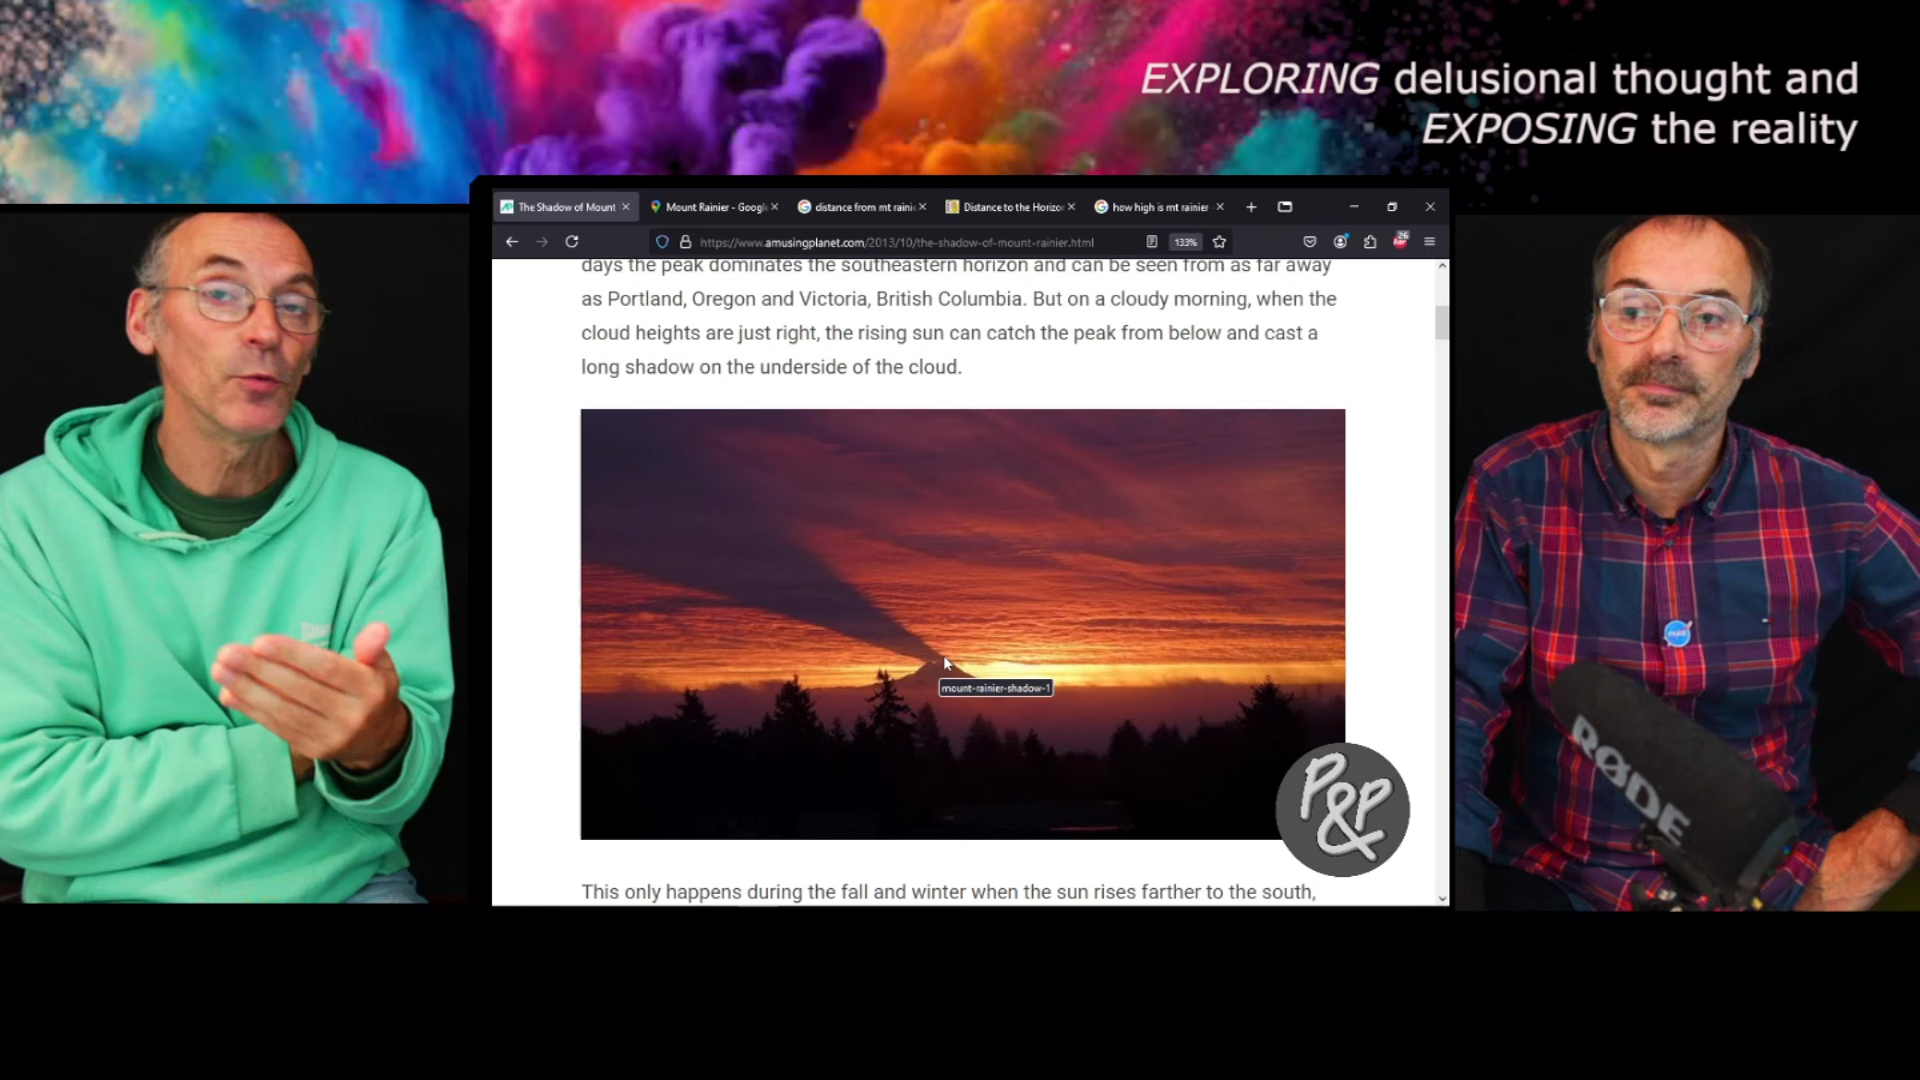 EXPLORING delusional thought and
EXPOSING the reality
The Shadow of Mount
Mount Rainier - Google
distance from mt raini
Distance to the Horizo
how high is mt rainier
https://www.amusingplanet.com/2013/10/the-shadow-of-mount-rainier.html
133%
26
days the peak dominates the southeastern horizon and can be seen from as far away
as Portland, Oregon and Victoria, British Columbia. But on a cloudy morning, when the
cloud heights are just right, the rising sun can catch the peak from below and cast a
long shadow on the underside of the cloud.
mount-rainier-shadow-1
P&P
RØDE
This only happens during the fall and winter when the sun rises farther to the south,